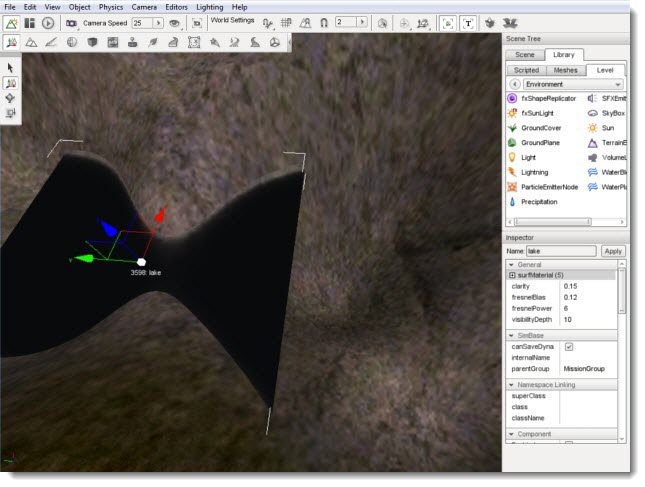 File Edit View Object Physics Camera Editors Lighting Help
Camera Speed 25 World Settings 2
Scene Tree
Scene Library
Scripted Meshes Level
Environment
fxShapeReplicator SFXEmit
fxSunLight SkyBox
GroundCover Sun
GroundPlane TerrainE
Light VolumeL
Lightning WaterBl
ParticleEmitterNode WaterPl
Precipitation
Inspector
Name lake Apply
General
surfMaterial (5)
clarity 0.15
fresnelBias 0.12
fresnelPower 6
visibilityDepth 10
SimBase
canSaveDyna
internalName
parentGroup MissionGroup
Namespace Linking
superClass
class
className
Component
Y
3598: lake